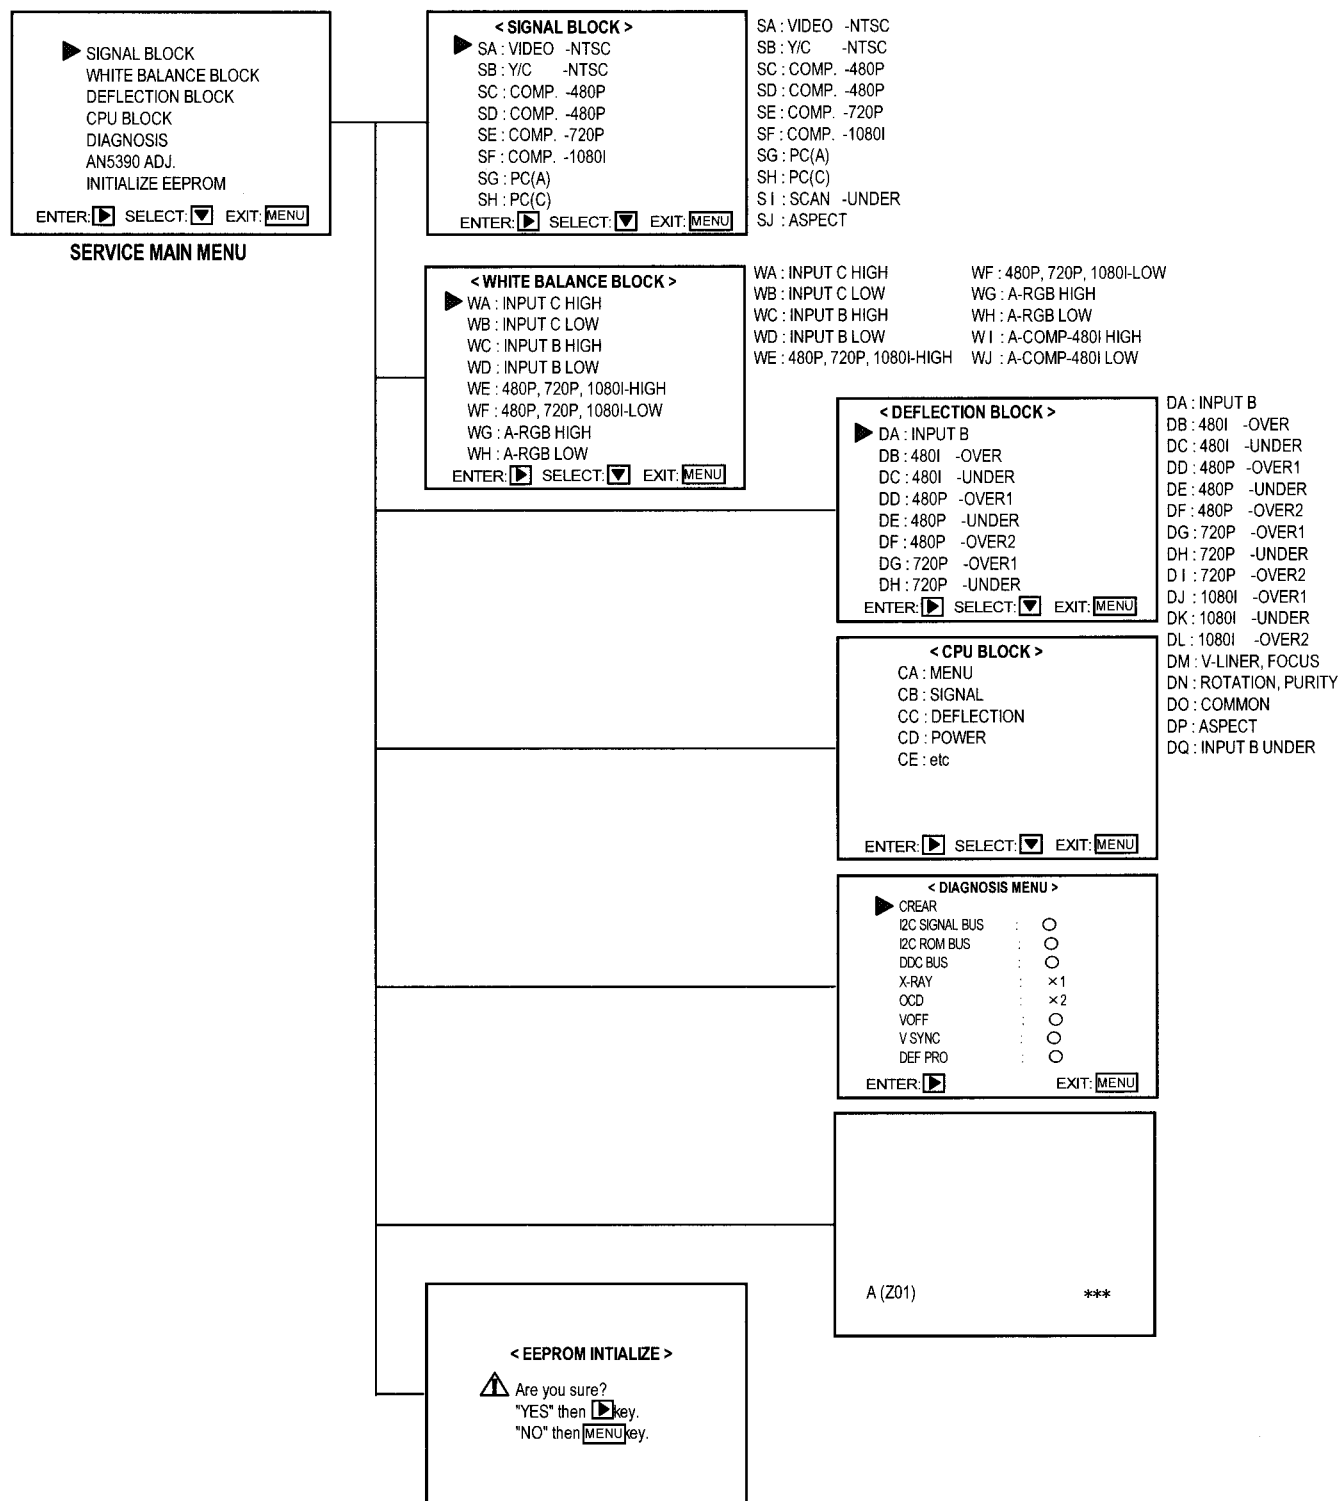 SIGNAL BLOCK
WHITE BALANCE BLOCK
DEFLECTION BLOCK
CPU BLOCK
DIAGNOSIS
AN5390 ADJ.
INITIALIZE EEPROM
ENTER: SELECT: EXIT: MENU
SERVICE MAIN MENU
< SIGNAL BLOCK >
SA : VIDEO -NTSC
SB : Y/C -NTSC
SC : COMP. -480P
SD : COMP. -480P
SE : COMP. -720P
SF : COMP. -1080I
SG : PC(A)
SH : PC(C)
ENTER: SELECT: EXIT: MENU
SA : VIDEO -NTSC
SB : Y/C -NTSC
SC : COMP. -480P
SD : COMP. -480P
SE : COMP. -720P
SF : COMP. -1080I
SG : PC(A)
SH : PC(C)
S I : SCAN -UNDER
SJ : ASPECT
< WHITE BALANCE BLOCK >
WA : INPUT C HIGH
WB : INPUT C LOW
WC : INPUT B HIGH
WD : INPUT B LOW
WE : 480P, 720P, 1080I-HIGH
WF : 480P, 720P, 1080I-LOW
WG : A-RGB HIGH
WH : A-RGB LOW
ENTER: SELECT: EXIT: MENU
WA : INPUT C HIGH
WB : INPUT C LOW
WC : INPUT B HIGH
WD : INPUT B LOW
WE : 480P, 720P, 1080I-HIGH
WF : 480P, 720P, 1080I-LOW
WG : A-RGB HIGH
WH : A-RGB LOW
W I : A-COMP-480I HIGH
WJ : A-COMP-480I LOW
< DEFLECTION BLOCK >
DA : INPUT B
DB : 480I -OVER
DC : 480I -UNDER
DD : 480P -OVER1
DE : 480P -UNDER
DF : 480P -OVER2
DG : 720P -OVER1
DH : 720P -UNDER
ENTER: SELECT: EXIT: MENU
DA : INPUT B
DB : 480I -OVER
DC : 480I -UNDER
DD : 480P -OVER1
DE : 480P -UNDER
DF : 480P -OVER2
DG : 720P -OVER1
DH : 720P -UNDER
D I : 720P -OVER2
DJ : 1080I -OVER1
DK : 1080I -UNDER
DL : 1080I -OVER2
DM : V-LINER, FOCUS
DN : ROTATION, PURITY
DO : COMMON
DP : ASPECT
DQ : INPUT B UNDER
< CPU BLOCK >
CA : MENU
CB : SIGNAL
CC : DEFLECTION
CD : POWER
CE : etc
ENTER: SELECT: EXIT: MENU
< DIAGNOSIS MENU >
CREAR
I2C SIGNAL BUS : ○
I2C ROM BUS : ○
DDC BUS : ○
X-RAY : ×1
OCD : ×2
VOFF : ○
V SYNC : ○
DEF PRO : ○
ENTER: EXIT: MENU
A (Z01) ***
< EEPROM INTIALIZE >
Are you sure?
"YES" then key.
"NO" then MENU key.